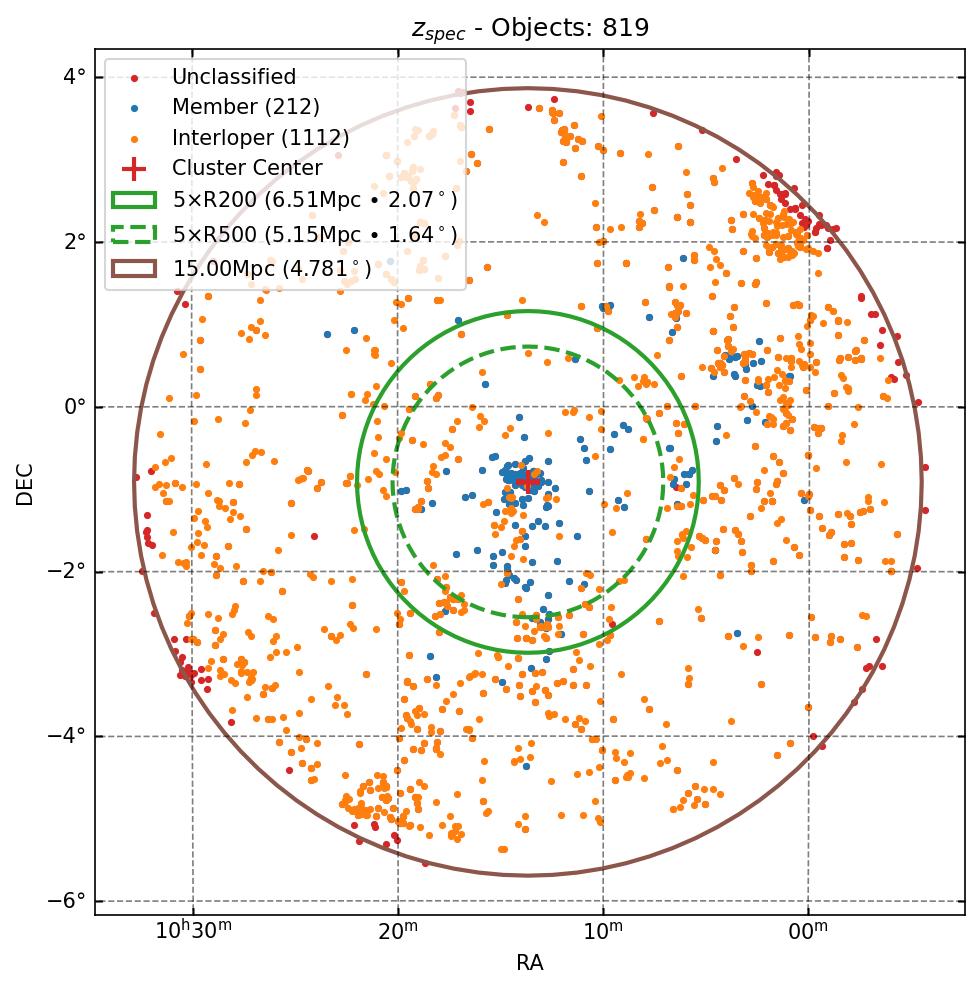 z_spec - Objects: 819
Unclassified
Member (212)
Interloper (1112)
Cluster Center
5×R200 (6.51Mpc • 2.07°)
5×R500 (5.15Mpc • 1.64°)
15.00Mpc (4.781°)
4°
2°
0°
−2°
−4°
−6°
DEC
10h30m
20m
10m
00m
RA